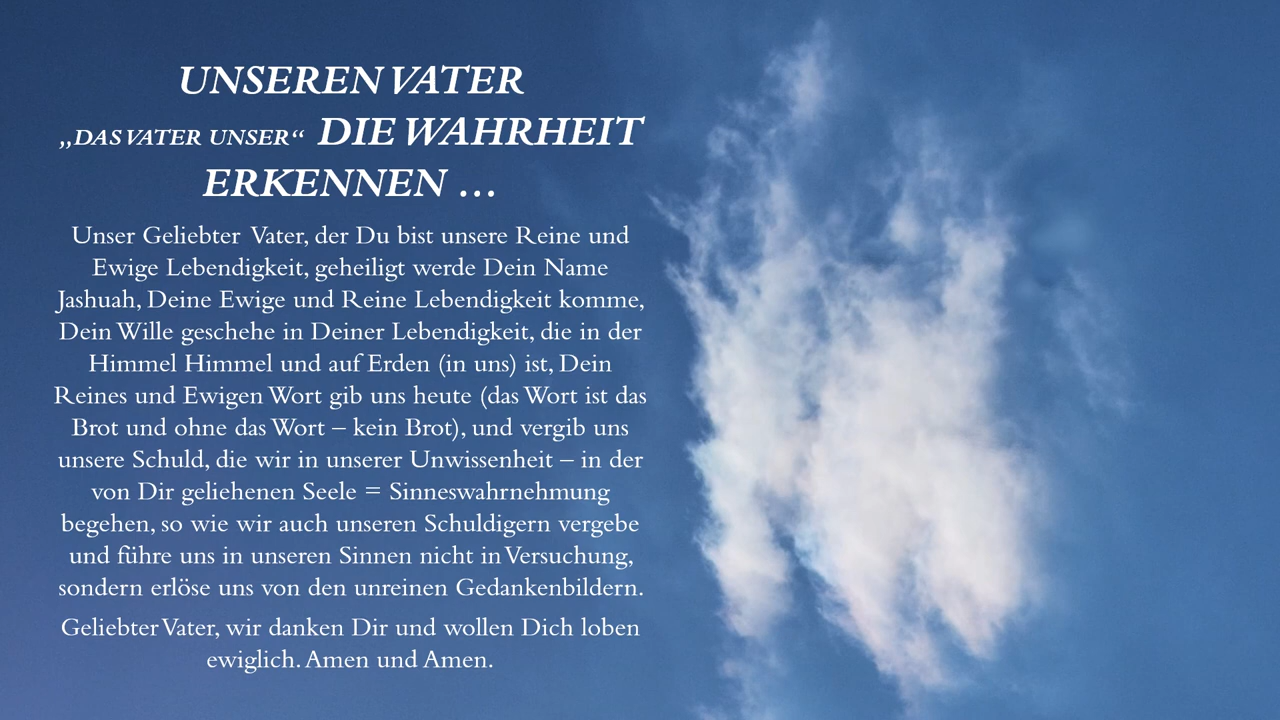 UNSEREN VATER
„DAS VATER UNSER“ DIE WAHRHEIT
ERKENNEN …
Unser Geliebter Vater, der Du bist unsere Reine und
Ewige Lebendigkeit, geheiligt werde Dein Name
Jashuah, Deine Ewige und Reine Lebendigkeit komme,
Dein Wille geschehe in Deiner Lebendigkeit, die in der
Himmel Himmel und auf Erden (in uns) ist, Dein
Reines und Ewigen Wort gib uns heute (das Wort ist das
Brot und ohne das Wort – kein Brot), und vergib uns
unsere Schuld, die wir in unserer Unwissenheit – in der
von Dir geliehenen Seele = Sinneswahrnehmung
begehen, so wie wir auch unseren Schuldigern vergebe
und führe uns in unseren Sinnen nicht in Versuchung,
sondern erlöse uns von den unreinen Gedankenbildern.
Geliebter Vater, wir danken Dir und wollen Dich loben
ewiglich. Amen und Amen.